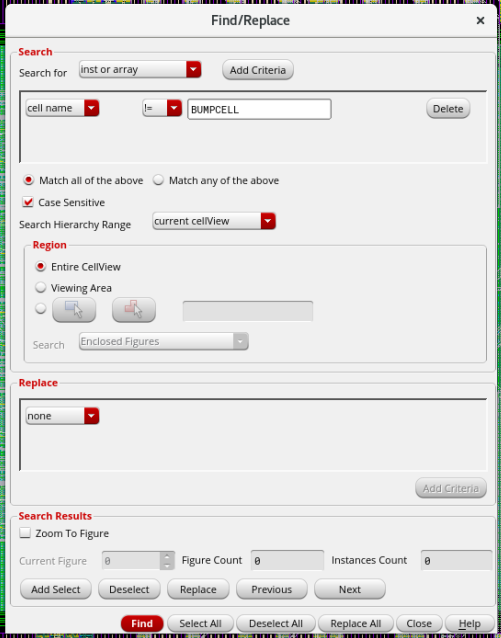 Find/Replace
Search
Search for inst or array Add Criteria
cell name != BUMPCELL Delete
Match all of the above Match any of the above
Case Sensitive
Search Hierarchy Range current cellView
Region
Entire CellView
Viewing Area
Search Enclosed Figures
Replace
none
Add Criteria
Search Results
Zoom To Figure
Current Figure 0 Figure Count 0 Instances Count 0
Add Select Deselect Replace Previous Next
Find Select All Deselect All Replace All Close Help